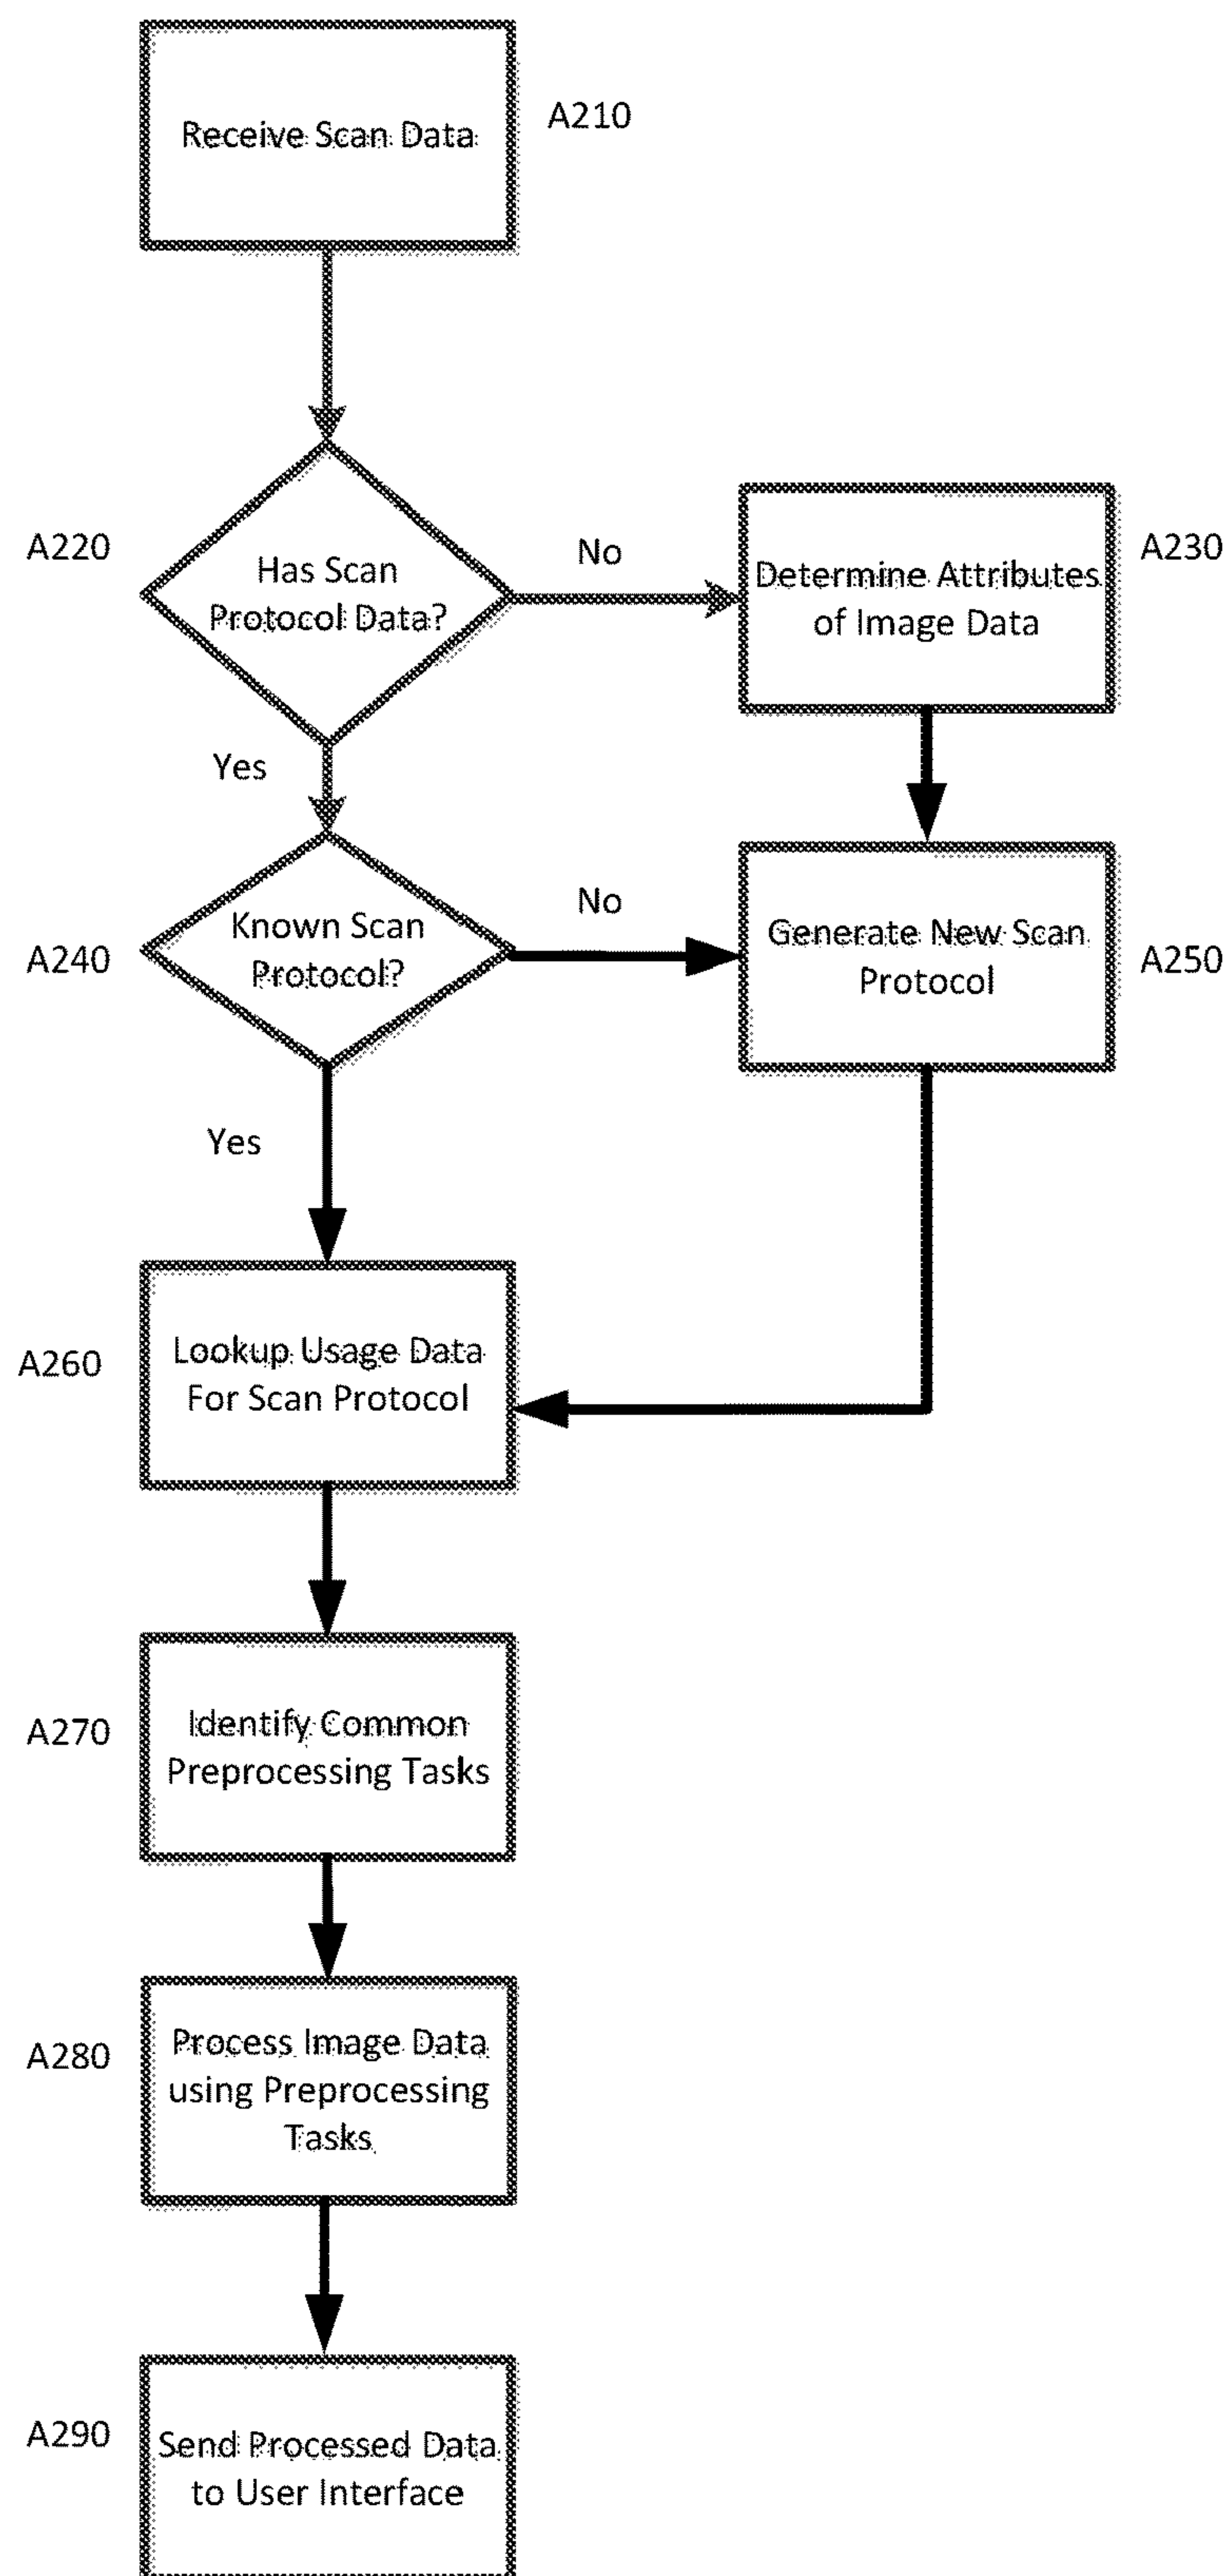 Receive Scan Data
A210
A220
Has Scan
Protocol Data?
No
Determine Attributes
of Image Data
A230
Yes
A240
Known Scan
Protocol?
No
Generate New Scan
Protocol
A250
Yes
A260
Lookup Usage Data
For Scan Protocol
A270
Identify Common
Preprocessing Tasks
A280
Process Image Data
using Preprocessing
Tasks
A290
Send Processed Data
to User Interface